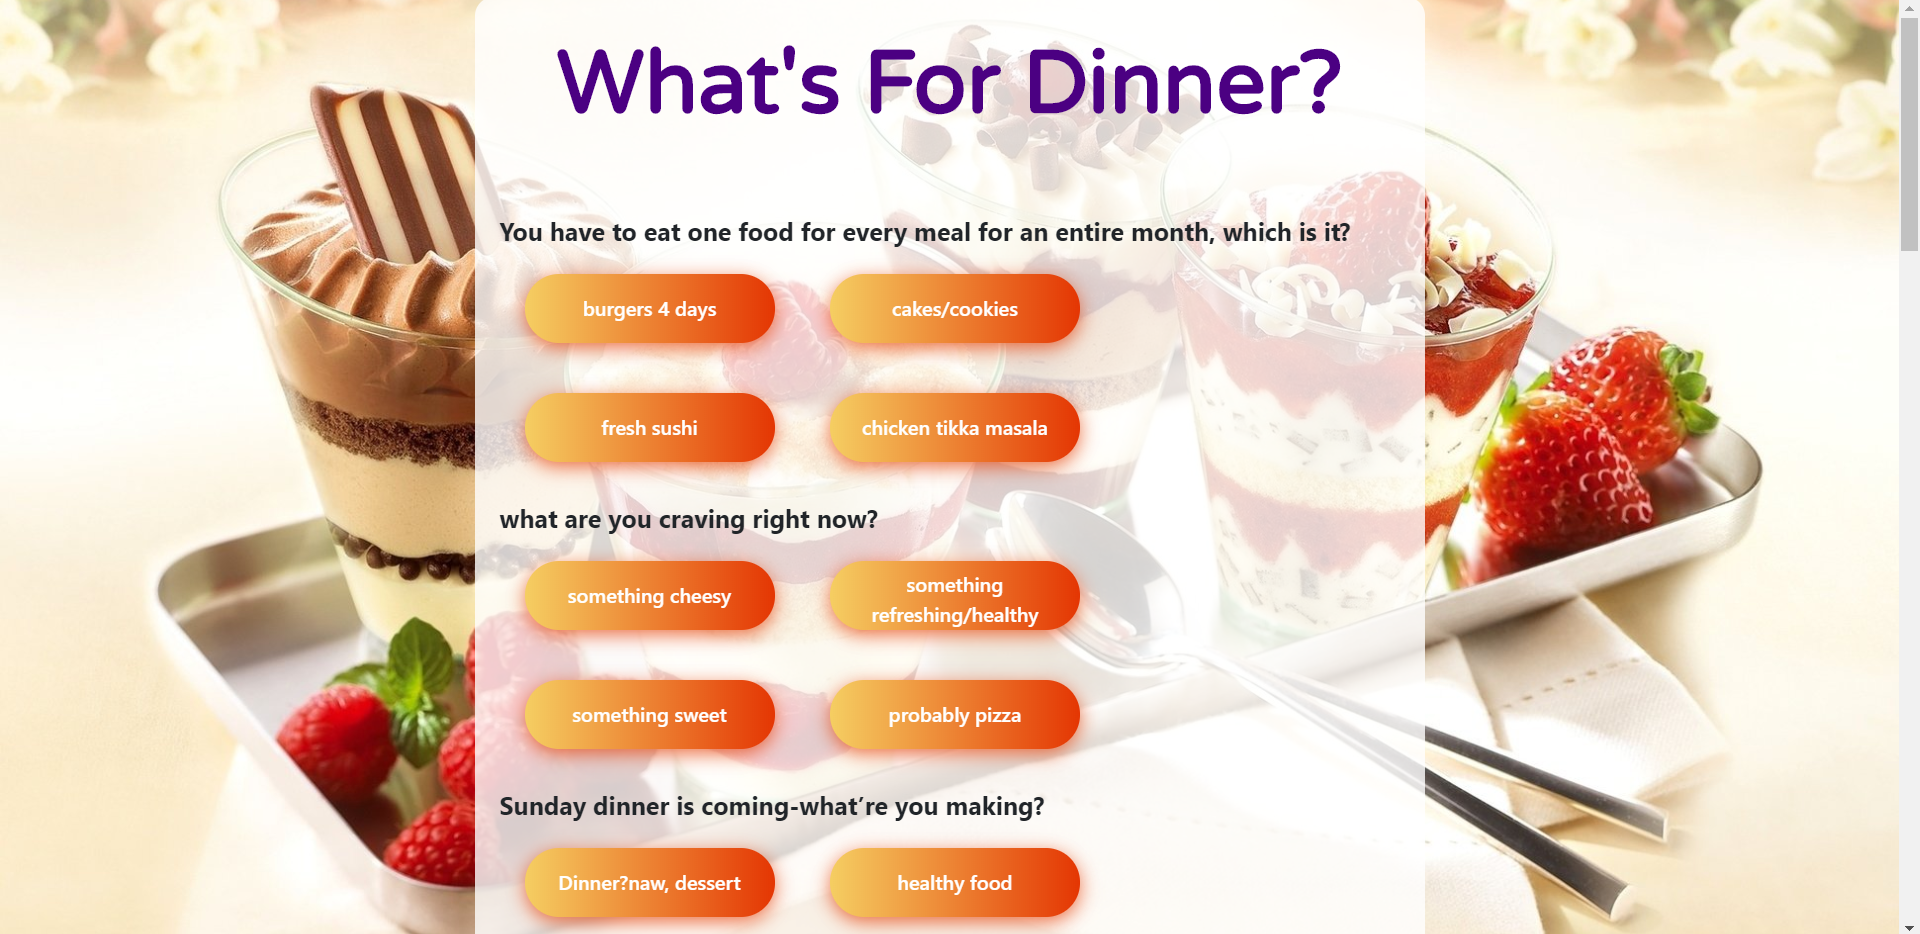 What's For Dinner?
You have to eat one food for every meal for an entire month, which is it?
burgers 4 days
cakes/cookies
fresh sushi
chicken tikka masala
what are you craving right now?
something cheesy
something
refreshing/healthy
something sweet
probably pizza
Sunday dinner is coming-what’re you making?
Dinner?naw, dessert
healthy food